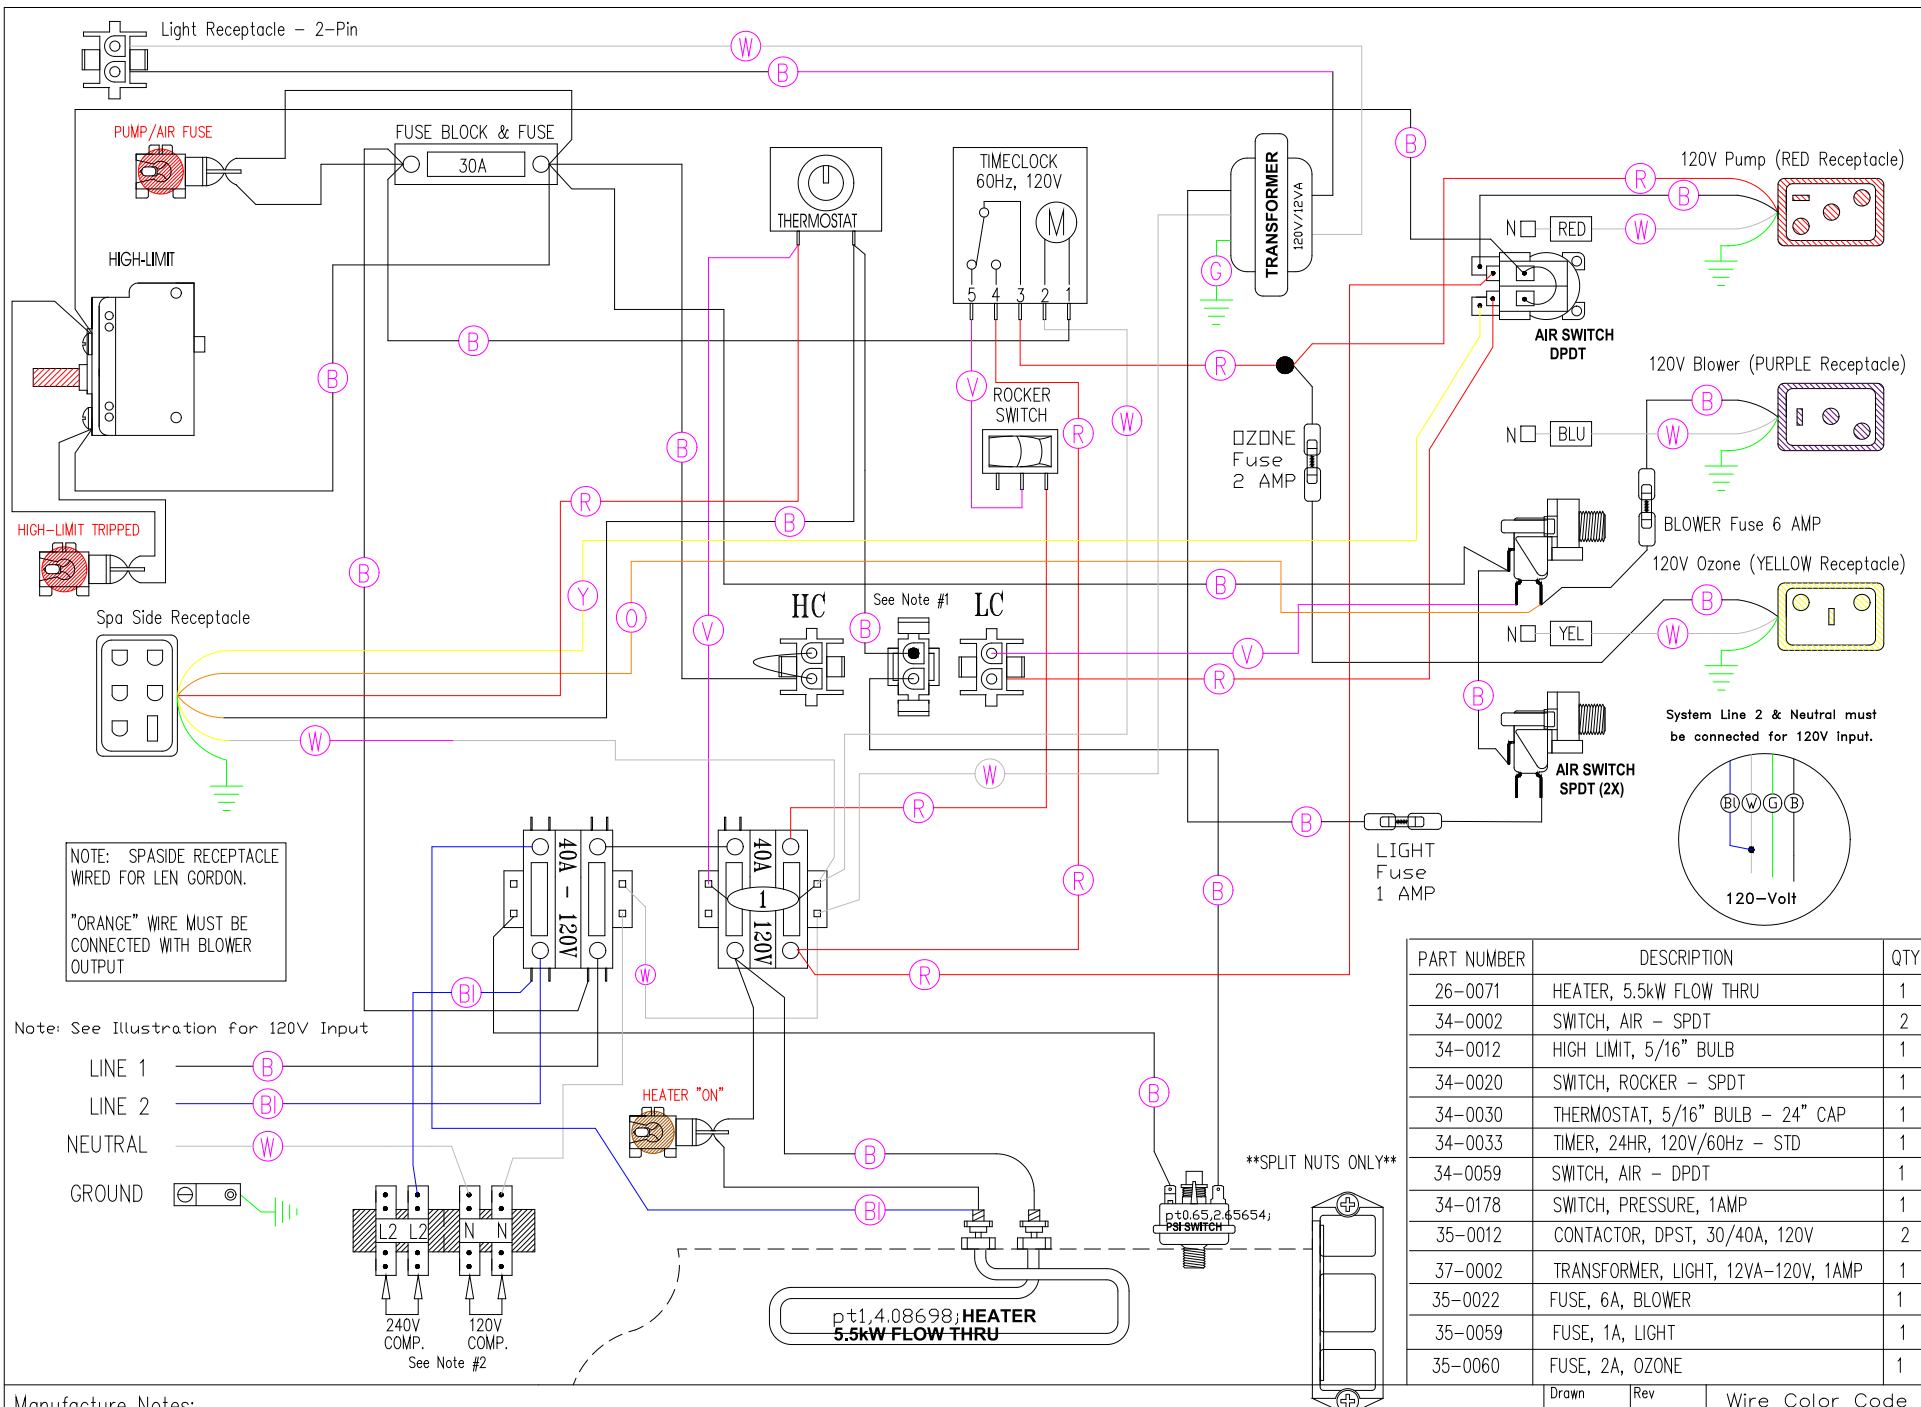 Light Receptacle - 2-Pin
W
B
PUMP/AIR FUSE
FUSE BLOCK & FUSE
30A
THERMOSTAT
TIMECLOCK
60Hz, 120V
M
5 4 3 2 1
TRANSFORMER
120V/12VA
G
B
120V Pump (RED Receptacle)
R
B
N RED W
AIR SWITCH
DPDT
HIGH-LIMIT
B
B
R
V
ROCKER
SWITCH
R
W
B
120V Blower (PURPLE Receptacle)
B
N BLU W
OZONE
Fuse
2 AMP
BLOWER Fuse 6 AMP
HIGH-LIMIT TRIPPED
R
B
B
B
120V Ozone (YELLOW Receptacle)
B
N YEL W
Spa Side Receptacle
Y
O
V
HC
See Note #1
LC
B
V
R
B
W
W
R
B
System Line 2 & Neutral must
be connected for 120V input.
Bl W G B
120-Volt
AIR SWITCH
SPDT (2X)
LIGHT
Fuse
1 AMP
NOTE: SPASIDE RECEPTACLE
WIRED FOR LEN GORDON.
"ORANGE" WIRE MUST BE
CONNECTED WITH BLOWER
OUTPUT
40A - 120V
40A 120V
1
R
B
Bl
W
R
Note: See Illustration for 120V Input
LINE 1 B
LINE 2 Bl
NEUTRAL W
GROUND
HEATER "ON"
B
Bl
B
**SPLIT NUTS ONLY**
L2 L2 N N
240V
COMP.
120V
COMP.
See Note #2
pt0.65,2.65654;
PSI SWITCH
pt1,4.08698;HEATER
5.5kW FLOW THRU
PART NUMBER DESCRIPTION QTY
26-0071 HEATER, 5.5kW FLOW THRU 1
34-0002 SWITCH, AIR - SPDT 2
34-0012 HIGH LIMIT, 5/16" BULB 1
34-0020 SWITCH, ROCKER - SPDT 1
34-0030 THERMOSTAT, 5/16" BULB - 24" CAP 1
34-0033 TIMER, 24HR, 120V/60Hz - STD 1
34-0059 SWITCH, AIR - DPDT 1
34-0178 SWITCH, PRESSURE, 1AMP 1
35-0012 CONTACTOR, DPST, 30/40A, 120V 2
37-0002 TRANSFORMER, LIGHT, 12VA-120V, 1AMP 1
35-0022 FUSE, 6A, BLOWER 1
35-0059 FUSE, 1A, LIGHT 1
35-0060 FUSE, 2A, OZONE 1
Manufacture Notes:
Drawn Rev Wire Color Code